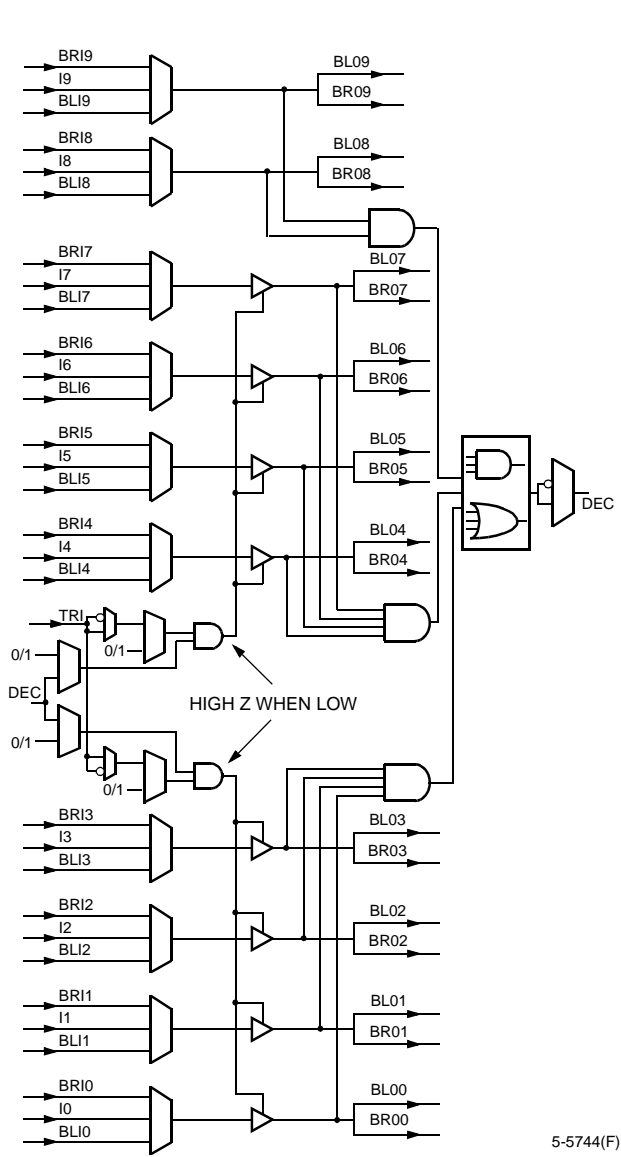 BRI9
I9
BLI9
BL09
BR09
BRI8
I8
BLI8
BL08
BR08
BRI7
I7
BLI7
BL07
BR07
BRI6
I6
BLI6
BL06
BR06
BRI5
I5
BLI5
BL05
BR05
BRI4
I4
BLI4
BL04
BR04
DEC
TRI
0/1
0/1
DEC
HIGH Z WHEN LOW
0/1
0/1
BRI3
I3
BLI3
BL03
BR03
BRI2
I2
BLI2
BL02
BR02
BRI1
I1
BLI1
BL01
BR01
BRI0
I0
BLI0
BL00
BR00
5-5744(F)